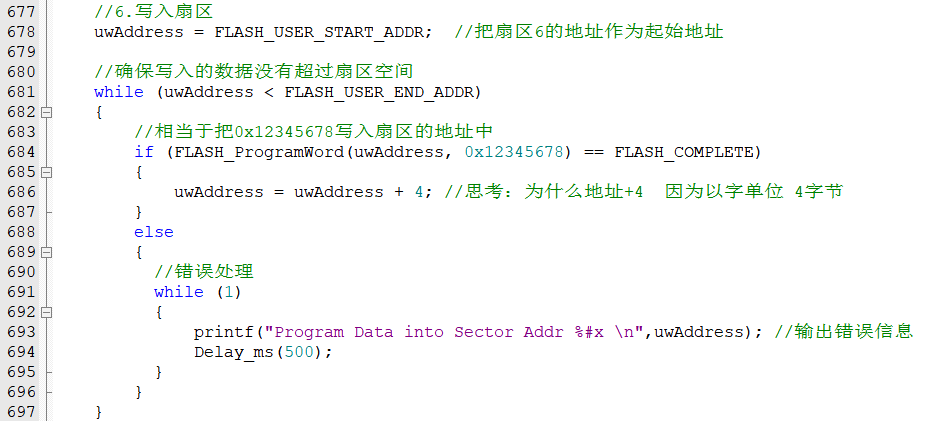 677 //6.写入扇区
678 uwAddress = FLASH_USER_START_ADDR; //把扇区6的地址作为起始地址
679
680 //确保写入的数据没有超过扇区空间
681 while (uwAddress < FLASH_USER_END_ADDR)
682 {
683 //相当于把0x12345678写入扇区的地址中
684 if (FLASH_ProgramWord(uwAddress, 0x12345678) == FLASH_COMPLETE)
685 {
686 uwAddress = uwAddress + 4; //思考：为什么地址+4 因为以字单位 4字节
687 }
688 else
689 {
690 //错误处理
691 while (1)
692 {
693 printf("Program Data into Sector Addr %#x \n",uwAddress); //输出错误信息
694 Delay_ms(500);
695 }
696 }
697 }